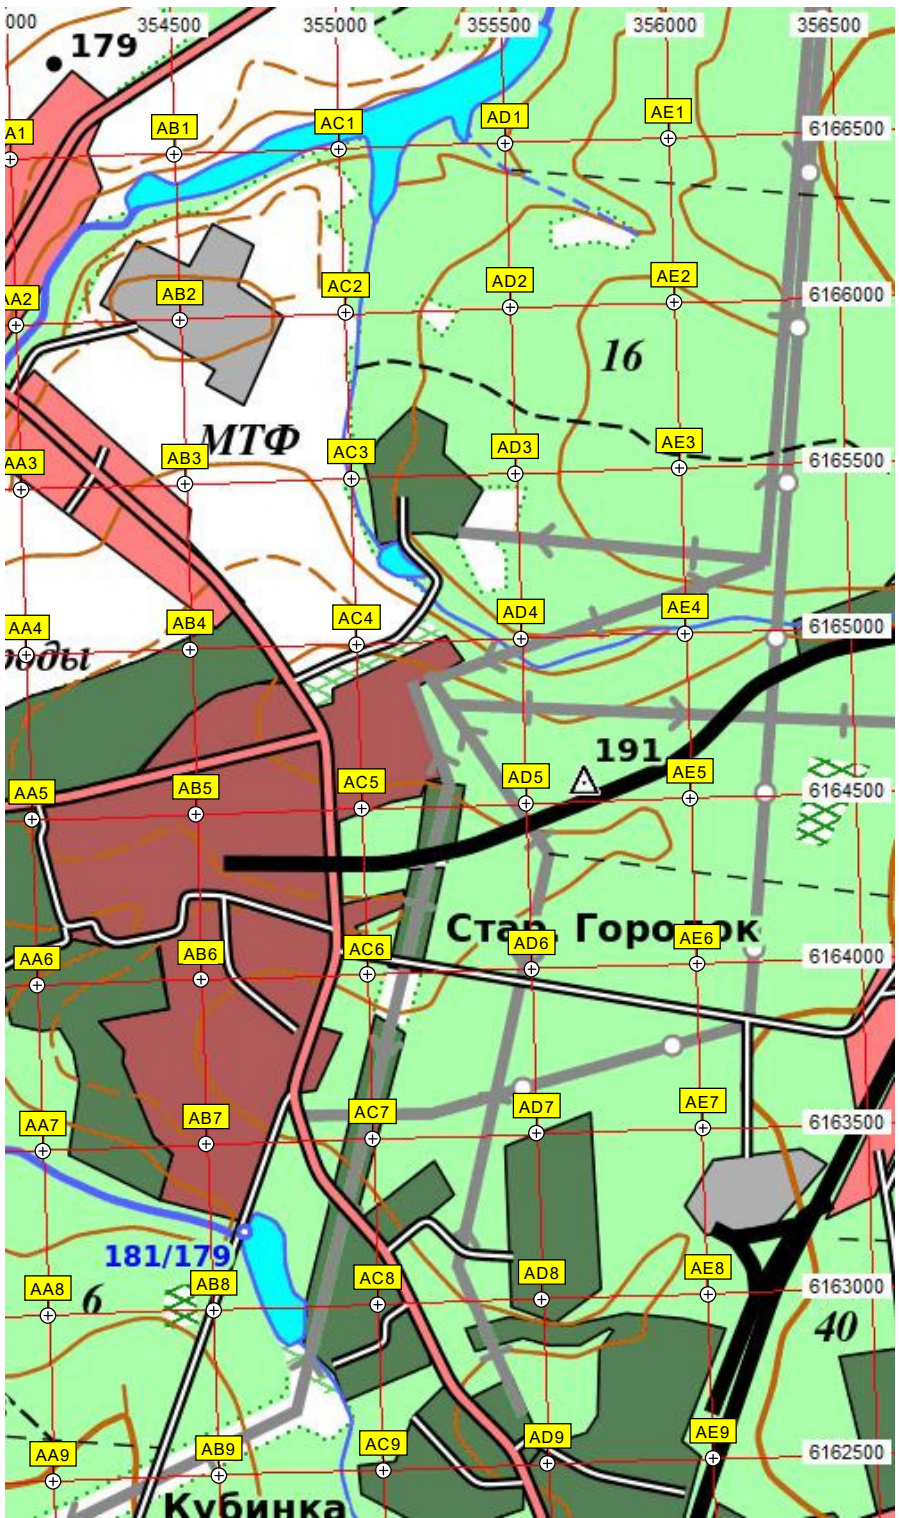 000 354500 355000 355500 356000 356500
179
A1 AB1 AC1 AD1 AE1 6166500
AA2 AB2 AC2 AD2 AE2 6166000
16
МТФ
AA3 AB3 AC3 AD3 AE3 6165500
AA4 AB4 AC4 AD4 AE4 6165000
роды
191
AA5 AB5 AC5 AD5 AE5 6164500
Стар. Городок
AA6 AB6 AC6 AD6 AE6 6164000
AA7 AB7 AC7 AD7 AE7 6163500
181/179
AA8 AB8 AC8 AD8 AE8 6163000
6
40
AA9 AB9 AC9 AD9 AE9 6162500
Кубинка